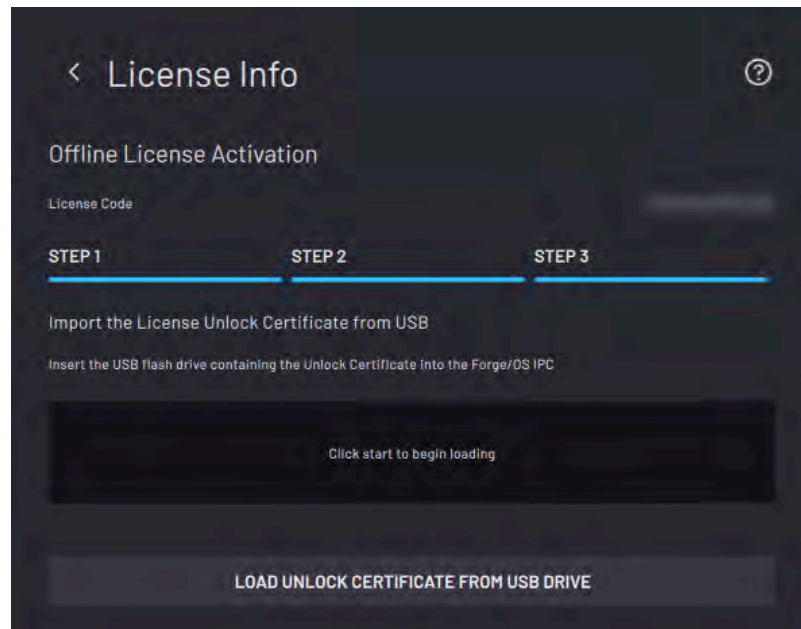 License Info
Offline License Activation
License Code
STEP 1 STEP 2 STEP 3
Import the License Unlock Certificate from USB
Insert the USB flash drive containing the Unlock Certificate into the Forge/OS IPC
Click start to begin loading
LOAD UNLOCK CERTIFICATE FROM USB DRIVE